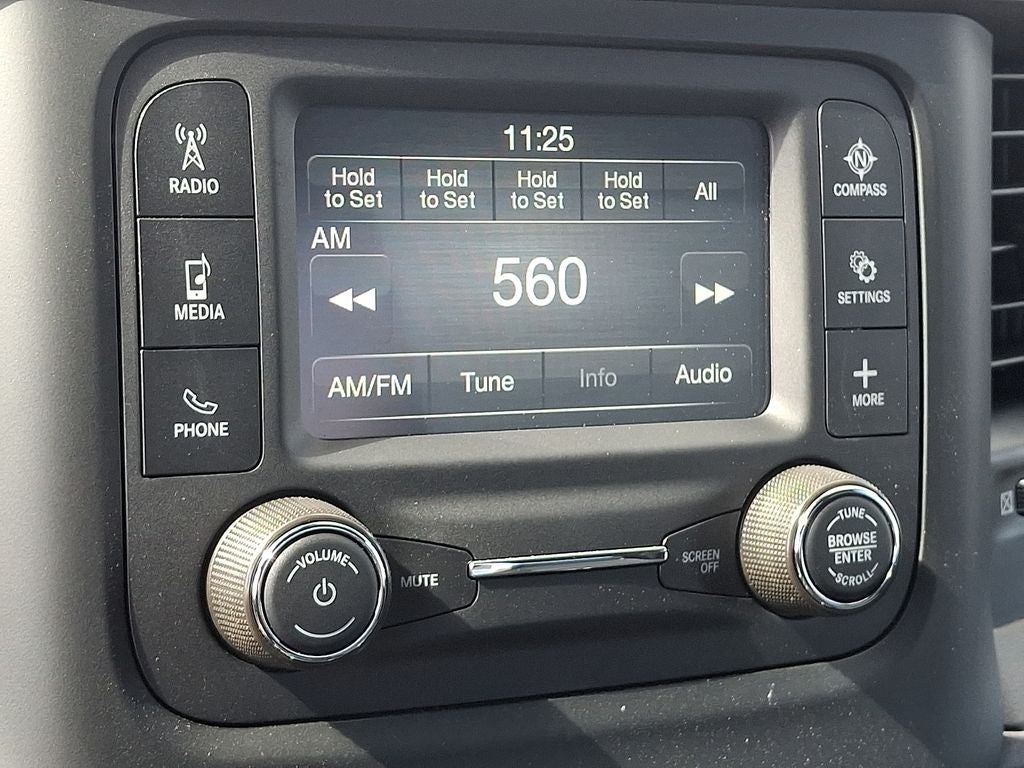 11:25
Hold to Set
Hold to Set
Hold to Set
Hold to Set
All
AM
560
AM/FM
Tune
Info
Audio
RADIO
MEDIA
PHONE
N
COMPASS
SETTINGS
MORE
VOLUME
MUTE
SCREEN
OFF
TUNE
BROWSE
ENTER
SCROLL